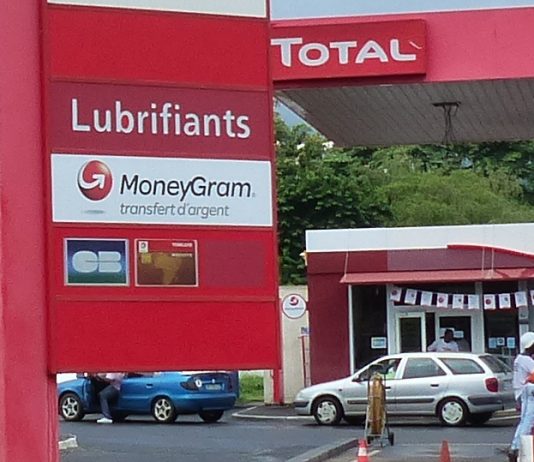 TOTAL
Lubrifiants
MoneyGram
transfert d'argent
CB